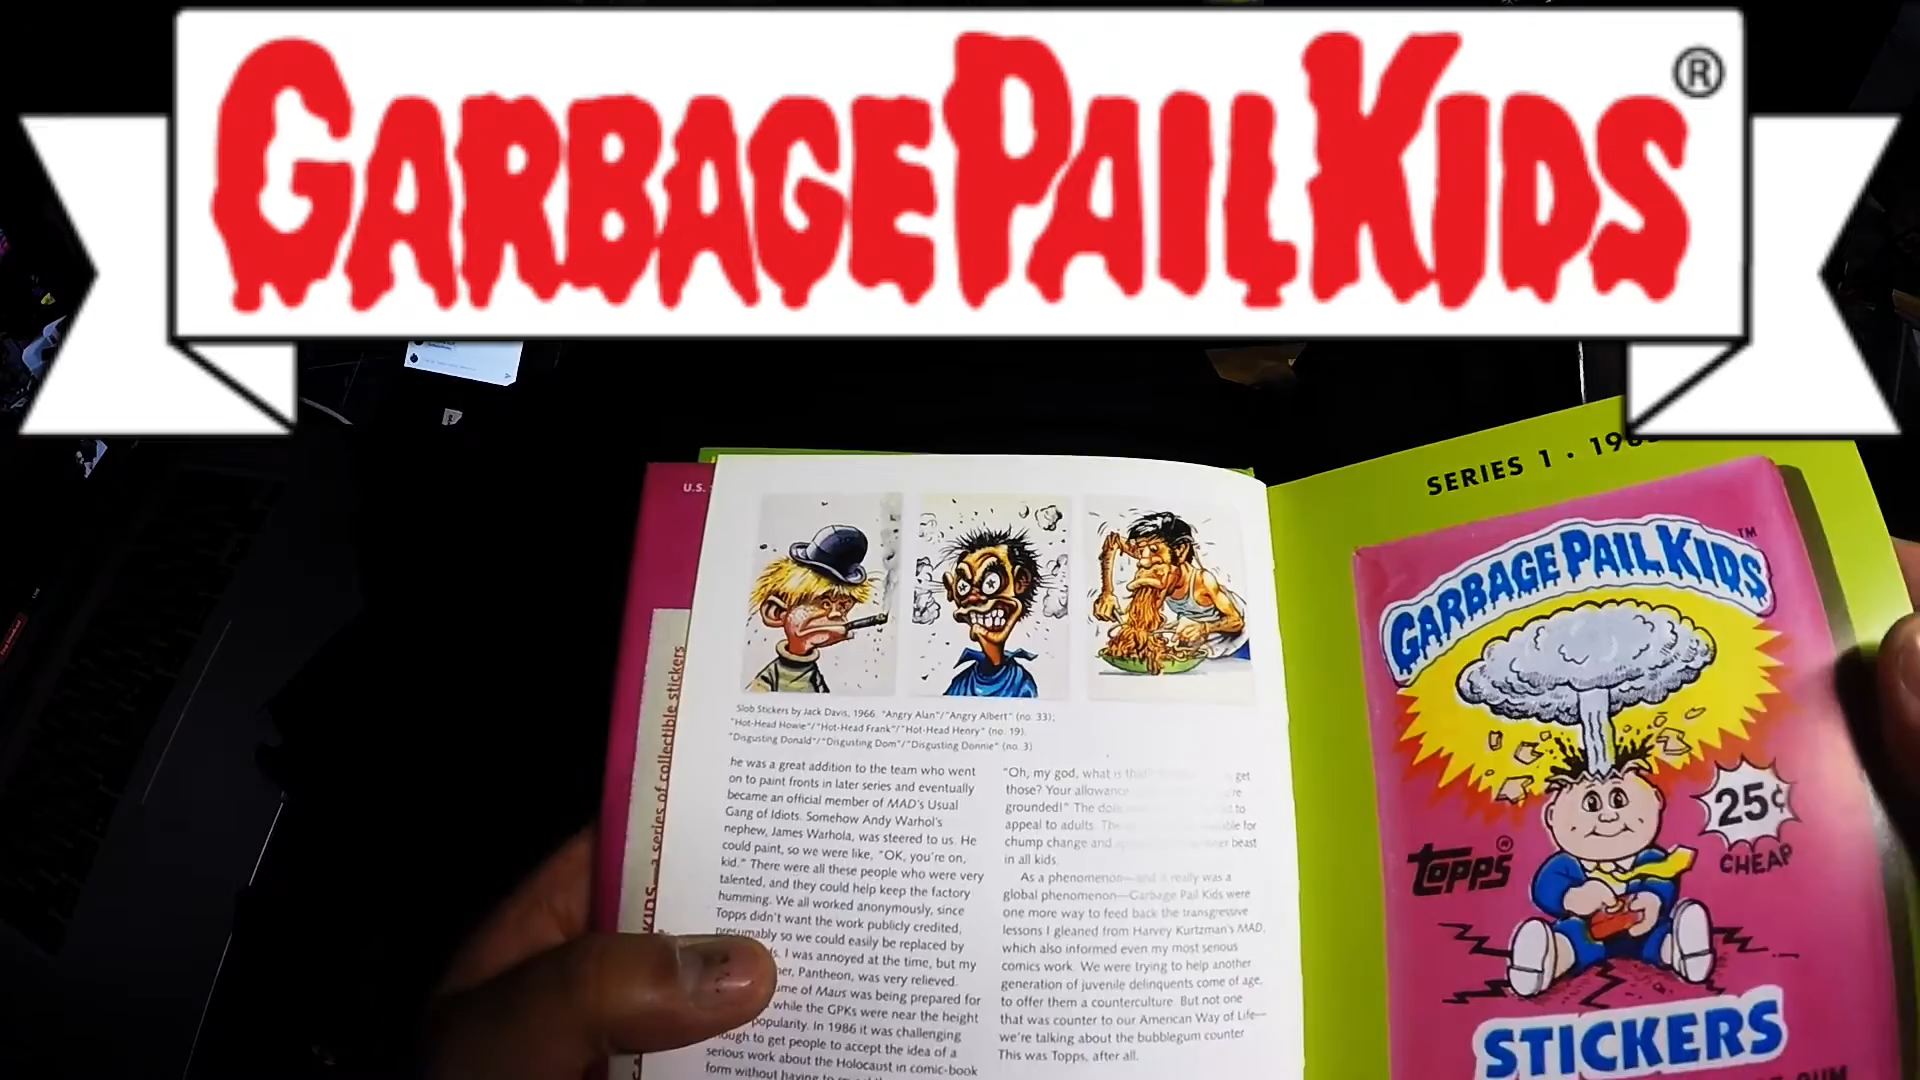 GARBAGE PAIL KIDS ®
U.S.
KIDS—a series of collectible stickers
Slob Stickers by Jack Davis, 1966. "Angry Alan"/"Angry Albert" (no. 33);
"Hot-Head Howie"/"Hot-Head Frank"/"Hot-Head Henry" (no. 19);
"Disgusting Donald"/"Disgusting Dom"/"Disgusting Donnie" (no. 3)
he was a great addition to the team who went
on to paint fronts in later series and eventually
became an official member of MAD's Usual
Gang of Idiots. Somehow Andy Warhol's
nephew, James Warhola, was steered to us. He
could paint, so we were like, "OK, you're on,
kid." There were all these people who were very
talented, and they could help keep the factory
humming. We all worked anonymously, since
Topps didn't want the work publicly credited,
presumably so we could easily be replaced by
I was annoyed at the time, but my
Pantheon, was very relieved.
of Maus was being prepared for
while the GPKs were near the height
popularity. In 1986 it was challenging
to get people to accept the idea of a
serious work about the Holocaust in comic-book
form without having to
"Oh, my god, what is get
those? Your allowance
grounded!" The to
appeal to adults. for
chump change and beast
in all kids.
As a phenomenon—and it really was a
global phenomenon—Garbage Pail Kids were
one more way to feed back the transgressive
lessons I gleaned from Harvey Kurtzman's MAD,
which also informed even my most serious
comics work. We were trying to help another
generation of juvenile delinquents come of age,
to offer them a counterculture. But not one
that was counter to our American Way of Life—
we're talking about the bubblegum counter.
This was Topps, after all.
SERIES 1 .
GARBAGE PAIL KIDS ™
25¢
CHEAP
topps ®
STICKERS